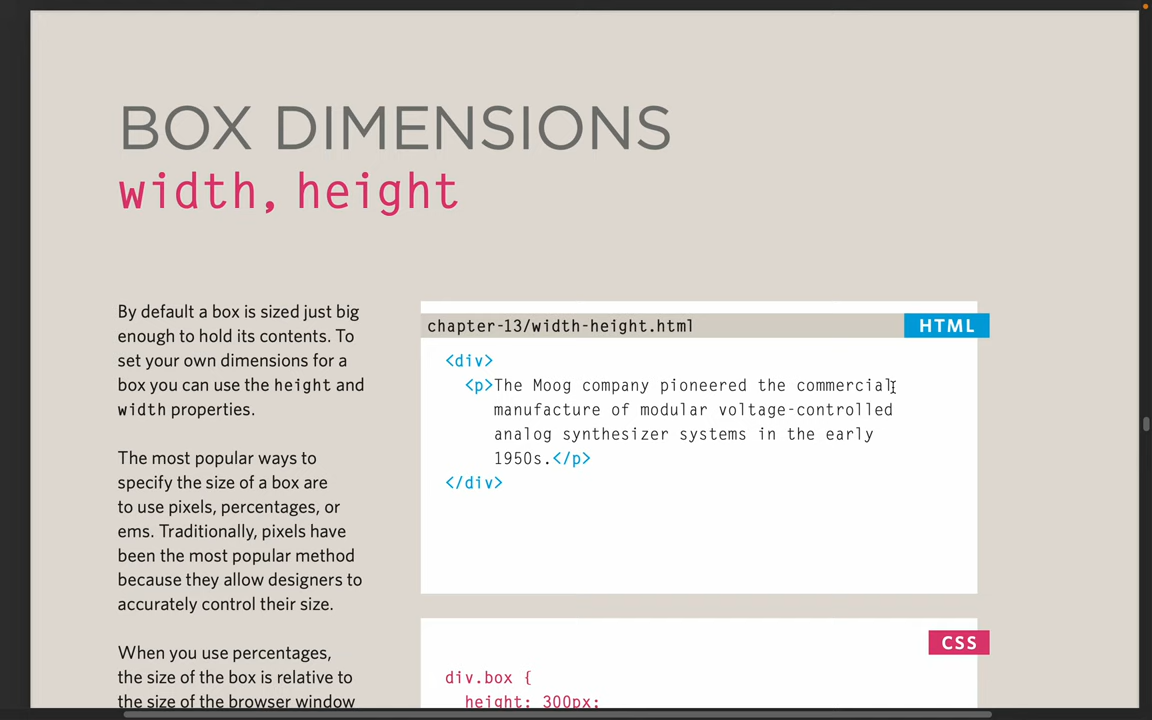 BOX DIMENSIONS
width, height
By default a box is sized just big
enough to hold its contents. To
set your own dimensions for a
box you can use the height and
width properties.
The most popular ways to
specify the size of a box are
to use pixels, percentages, or
ems. Traditionally, pixels have
been the most popular method
because they allow designers to
accurately control their size.
When you use percentages,
the size of the box is relative to
the size of the browser window
chapter-13/width-height.html
HTML
<div>
<p>The Moog company pioneered the commercial
manufacture of modular voltage-controlled
analog synthesizer systems in the early
1950s.</p>
</div>
CSS
div.box {
height: 300px;